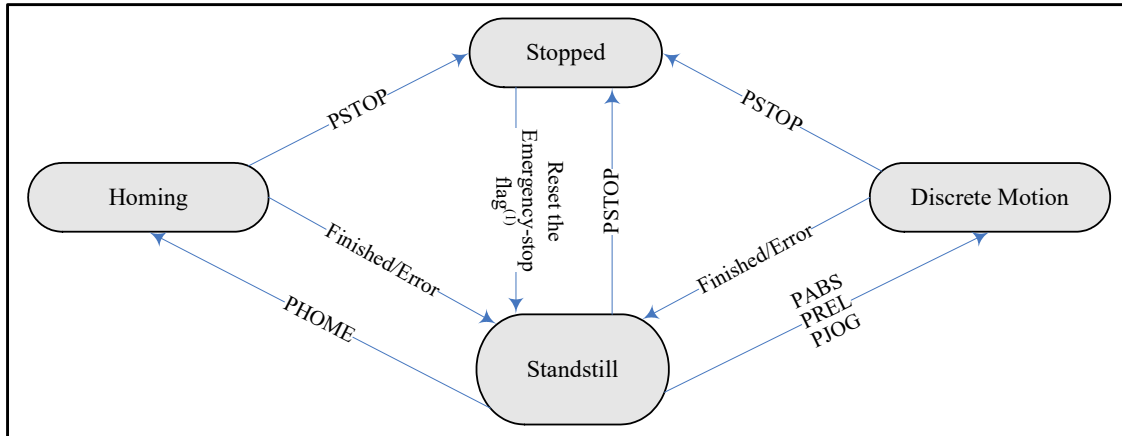 Stopped
PSTOP
PSTOP
Reset the
Emergency-stop
flag(1)
PSTOP
Homing
Discrete Motion
Finished/Error
Finished/Error
PHOME
PABS
PREL
PJOG
Standstill